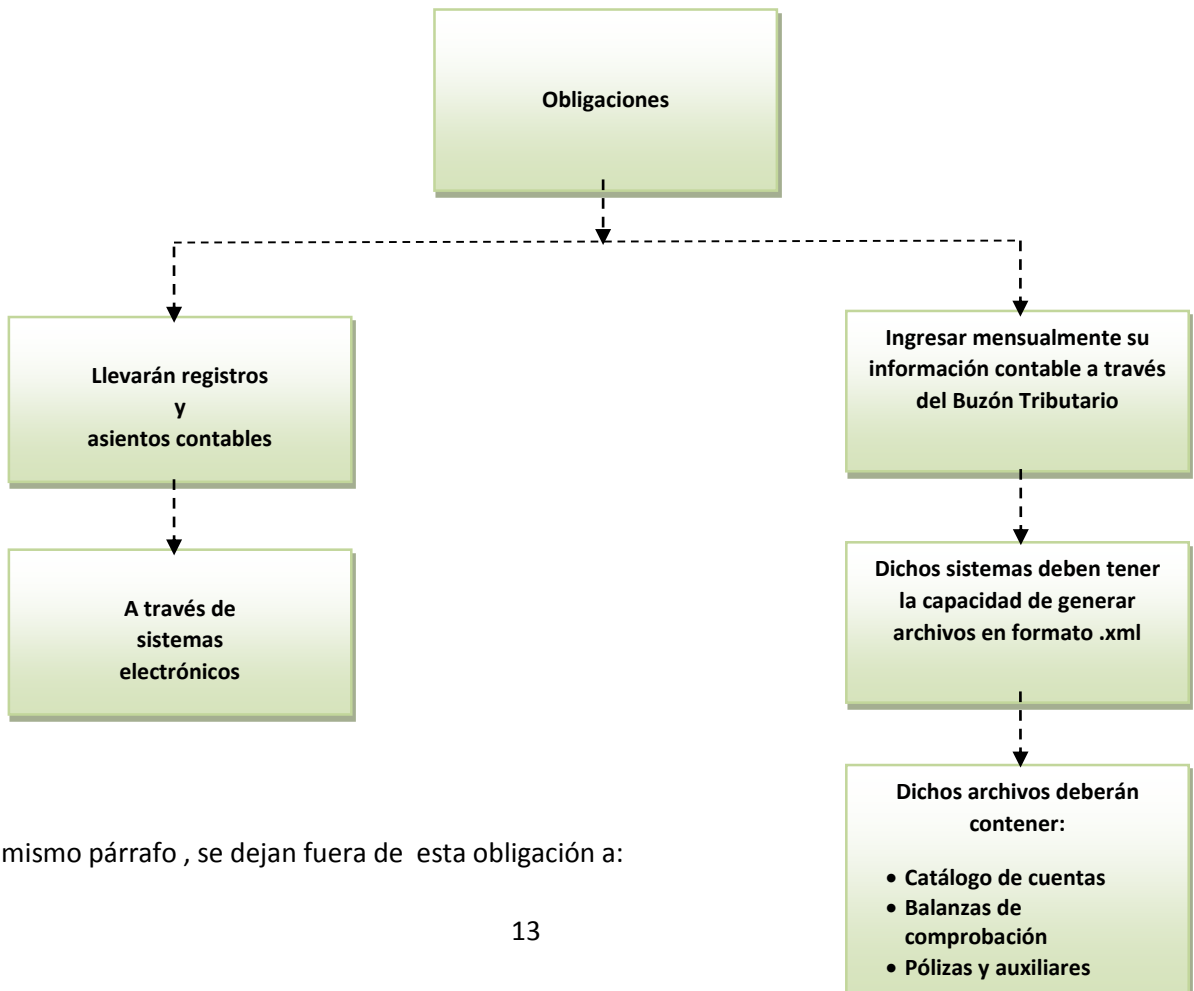 Obligaciones
Llevarán registros
y
asientos contables
A través de
sistemas
electrónicos
Ingresar mensualmente su
información contable a través
del Buzón Tributario
Dichos sistemas deben tener
la capacidad de generar
archivos en formato .xml
Dichos archivos deberán
contener:
• Catálogo de cuentas
• Balanzas de
comprobación
• Pólizas y auxiliares
mismo párrafo , se dejan fuera de esta obligación a:
13